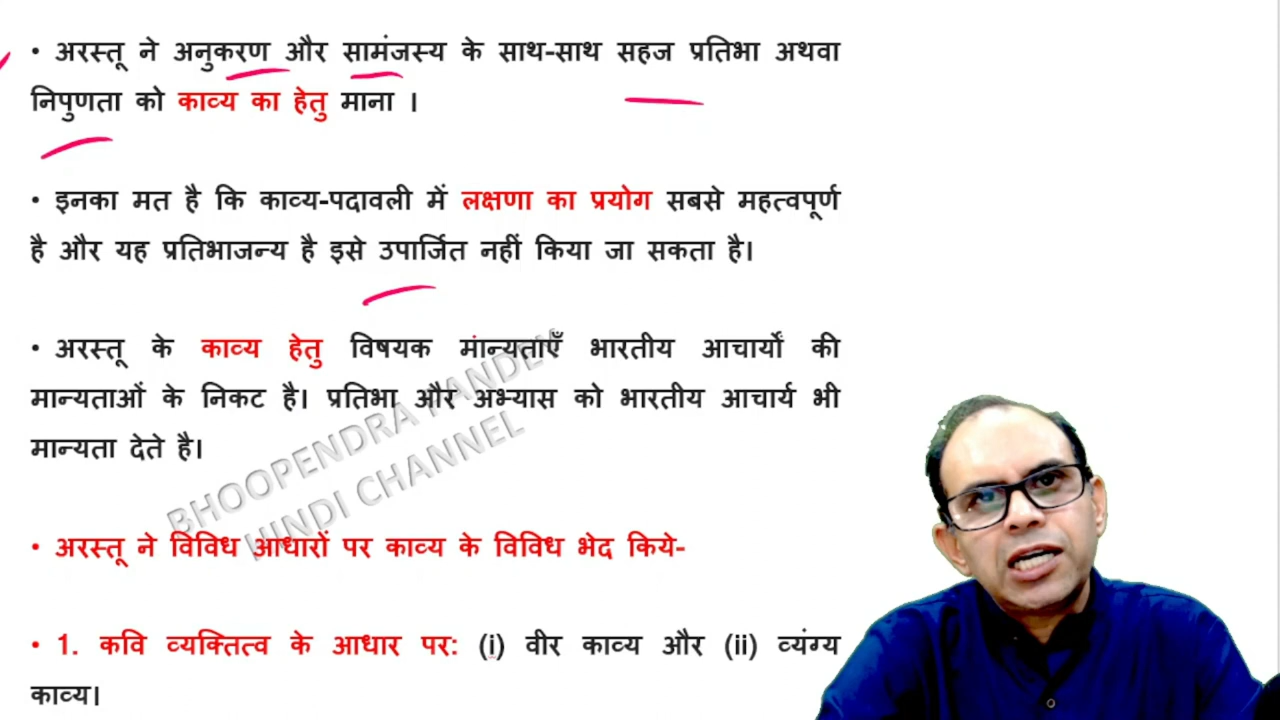 • अरस्तू ने अनुकरण और सामंजस्य के साथ-साथ सहज प्रतिभा अथवा
निपुणता को काव्य का हेतु माना ।
• इनका मत है कि काव्य-पदावली में लक्षणा का प्रयोग सबसे महत्वपूर्ण
है और यह प्रतिभाजन्य है इसे उपार्जित नहीं किया जा सकता है।
• अरस्तू के काव्य हेतु विषयक मांन्यताएँ भारतीय आचार्यों की
मान्यताओं के निकट है। प्रतिभा और अभ्यास को भारतीय आचार्य भी
मान्यता देते है।
BHOOPENDRA PANDEY
HINDI CHANNEL
• अरस्तू ने विविध आधारों पर काव्य के विविध भेद किये-
• 1. कवि व्यक्तित्व के आधार पर: (i) वीर काव्य और (ii) व्यंग्य
काव्य।